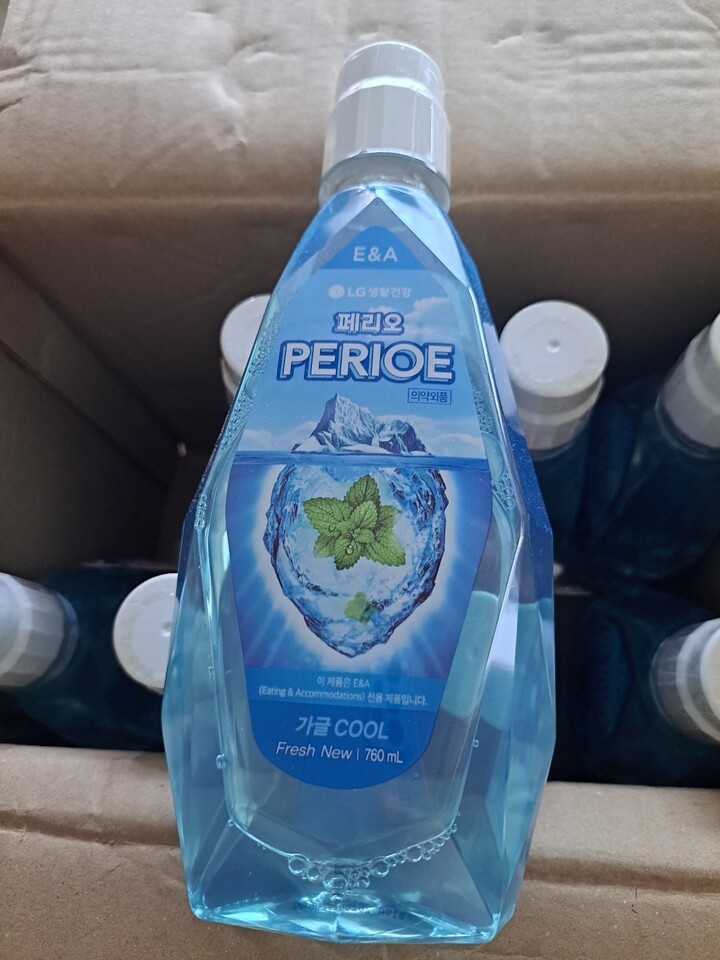 E&A
LG생활건강
페리오
PERIOE
의약외품
이 제품은 E&A
(Eating & Accommodations) 전용 제품입니다.
가글 COOL
Fresh New | 760 mL